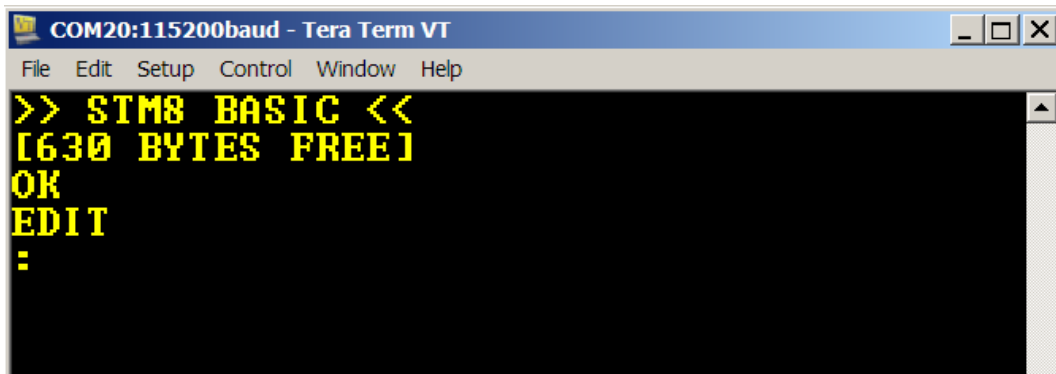 COM20:115200baud - Tera Term VT
File Edit Setup Control Window Help
>> STM8 BASIC <<
[630 BYTES FREE]
OK
EDIT
: